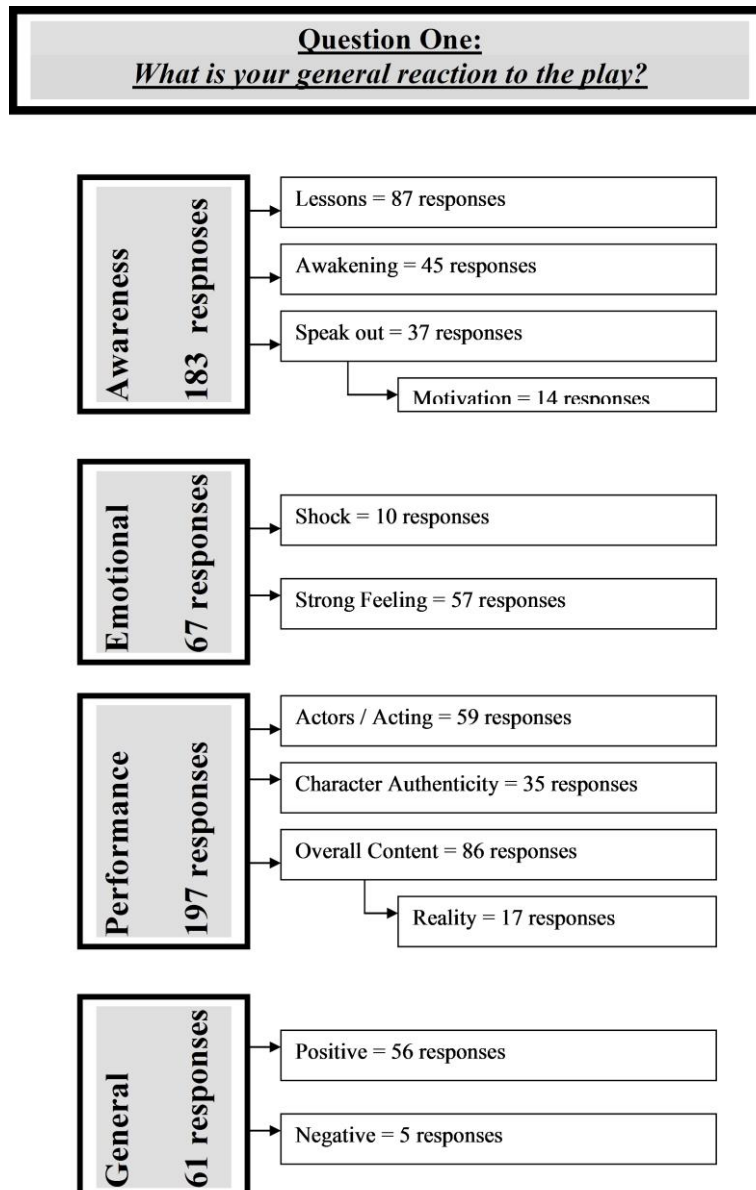 Question One:
What is your general reaction to the play?
Awareness
183 respnoses
Lessons = 87 responses
Awakening = 45 responses
Speak out = 37 responses
Motivation = 14 responses
Emotional
67 responses
Shock = 10 responses
Strong Feeling = 57 responses
Performance
197 responses
Actors / Acting = 59 responses
Character Authenticity = 35 responses
Overall Content = 86 responses
Reality = 17 responses
General
61 responses
Positive = 56 responses
Negative = 5 responses